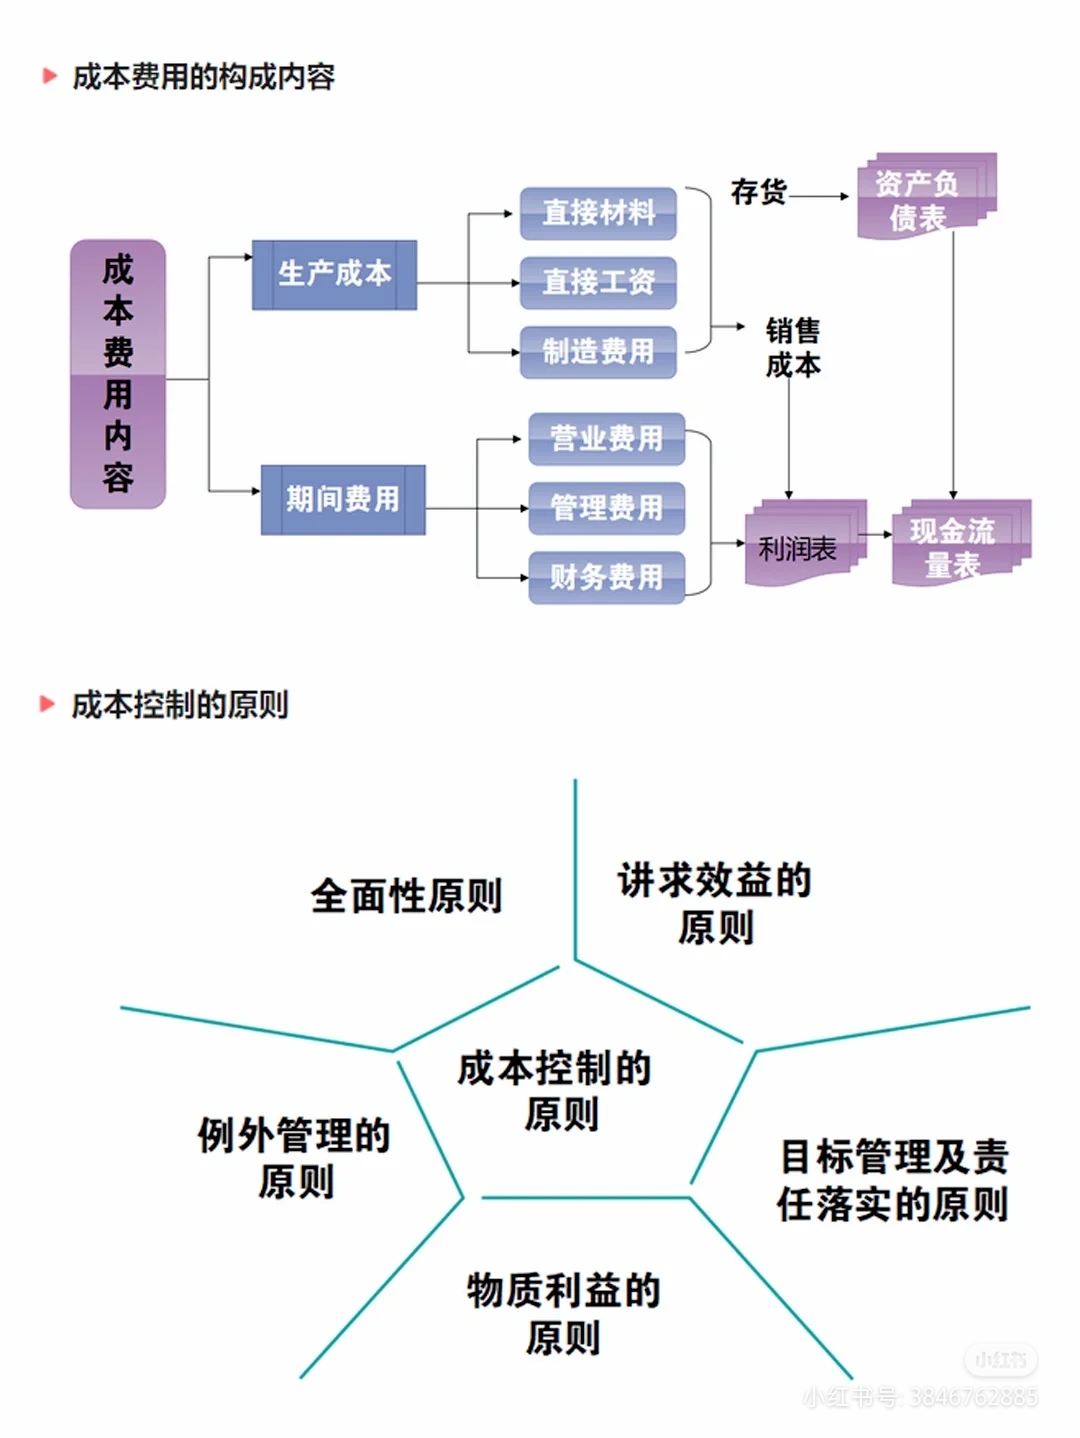 成本费用的构成内容
成
本
费
用
内
容
生产成本
直接材料
直接工资
制造费用
存货
资产负
债表
销售
成本
期间费用
营业费用
管理费用
财务费用
利润表
现金流
量表
成本控制的原则
全面性原则
讲求效益的
原则
成本控制的
原则
例外管理的
原则
目标管理及责
任落实的原则
物质利益的
原则
小红书
小红书号: 3846762885